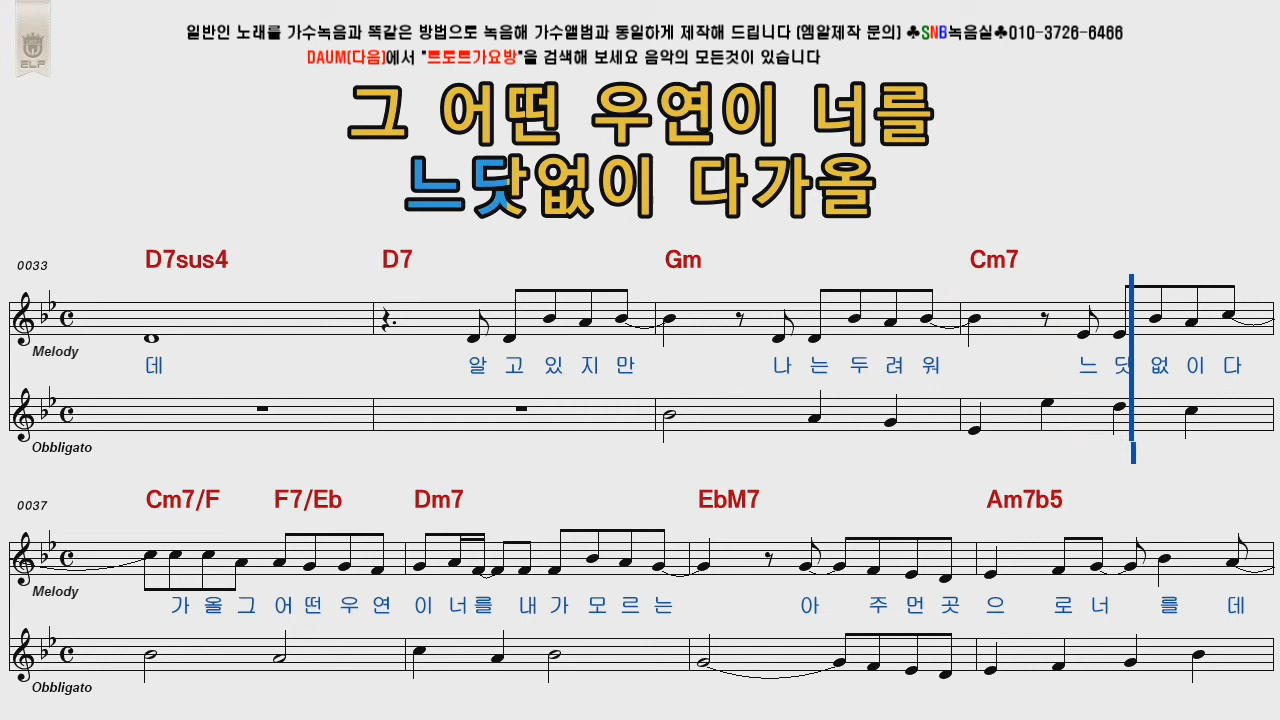 일반인 노래를 가수녹음과 똑같은 방법으로 녹음해 가수앨범과 동일하게 제작해 드립니다 (엠알제작 문의) ♣SNB녹음실♣010-3726-6466
DAUM(다음)에서 "트로트가요방"을 검색해 보세요 음악의 모든것이 있습니다
ELF
그 어떤 우연이 너를
느닷없이 다가올
0033 D7sus4 D7 Gm Cm7
Melody
데 알 고 있 지 만 나 는 두 려 워 느 닷 없 이 다
Obbligato
0037 Cm7/F F7/Eb Dm7 EbM7 Am7b5
Melody
가 올 그 어 떤 우 연 이 너 를 내 가 모 르 는 아 주 먼 곳 으 로 너 를 데
Obbligato